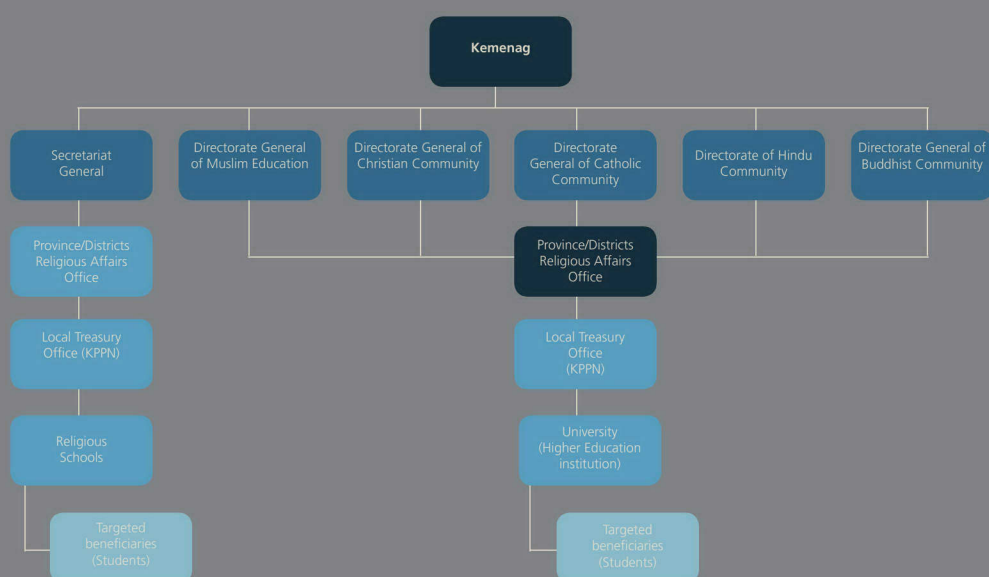 Kemenag
Secretariat
General
Directorate General
of Muslim Education
Directorate General of
Christian Community
Directorate
General of Catholic
Community
Directorate of Hindu
Community
Directorate General of
Buddhist Community
Province/Districts
Religious Affairs
Office
Province/Districts
Religious Affairs
Office
Local Treasury
Office (KPPN)
Local Treasury
Office
(KPPN)
Religious
Schools
University
(Higher Education
institution)
Targeted
beneficiaries
(Students)
Targeted
beneficiaries
(Students)